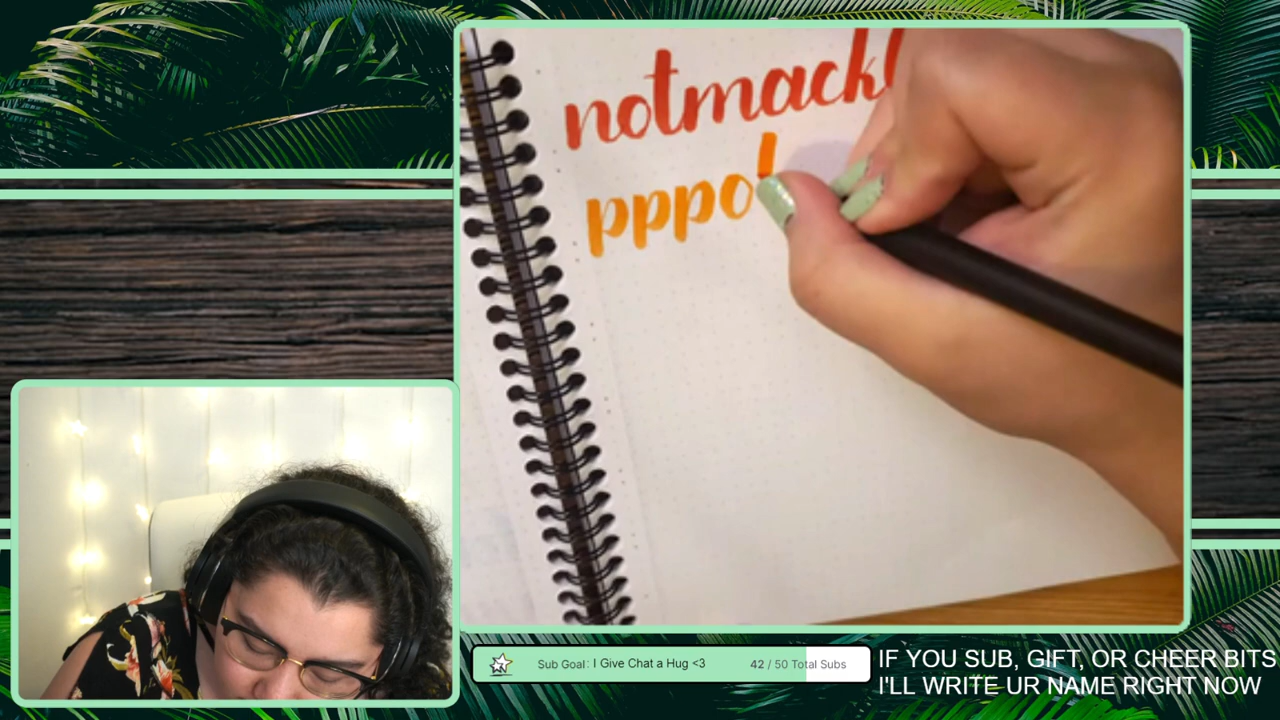 notmackl
pppo
Sub Goal: I Give Chat a Hug <3 42 / 50 Total Subs
IF YOU SUB, GIFT, OR CHEER BITS
I'LL WRITE UR NAME RIGHT NOW